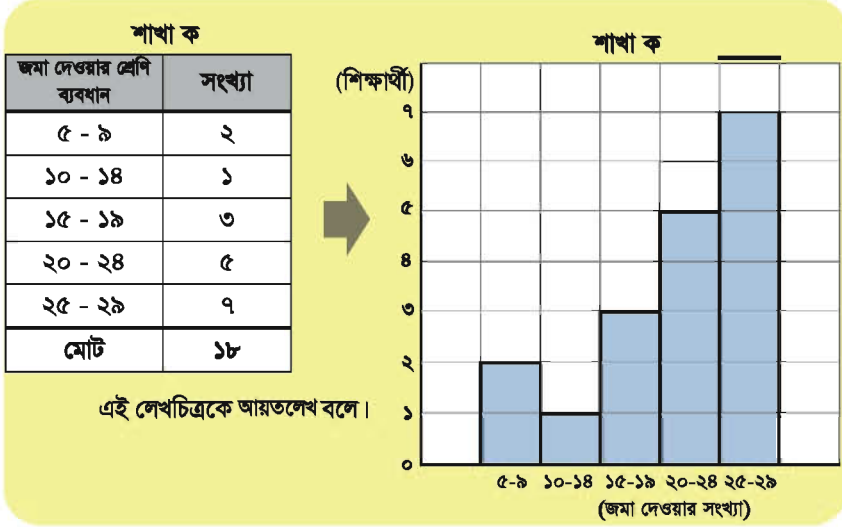 শাখা ক
জমা দেওয়ার শ্রেণি
ব্যবধান
সংখ্যা
৫ - ৯ ২
১০ - ১৪ ১
১৫ - ১৯ ৩
২০ - ২৪ ৫
২৫ - ২৯ ৭
মোট ১৮
এই লেখচিত্রকে আয়তলেখ বলে।
শাখা ক
(শিক্ষার্থী)
৭
৬
৫
৪
৩
২
১
০
৫-৯ ১০-১৪ ১৫-১৯ ২০-২৪ ২৫-২৯
(জমা দেওয়ার সংখ্যা)